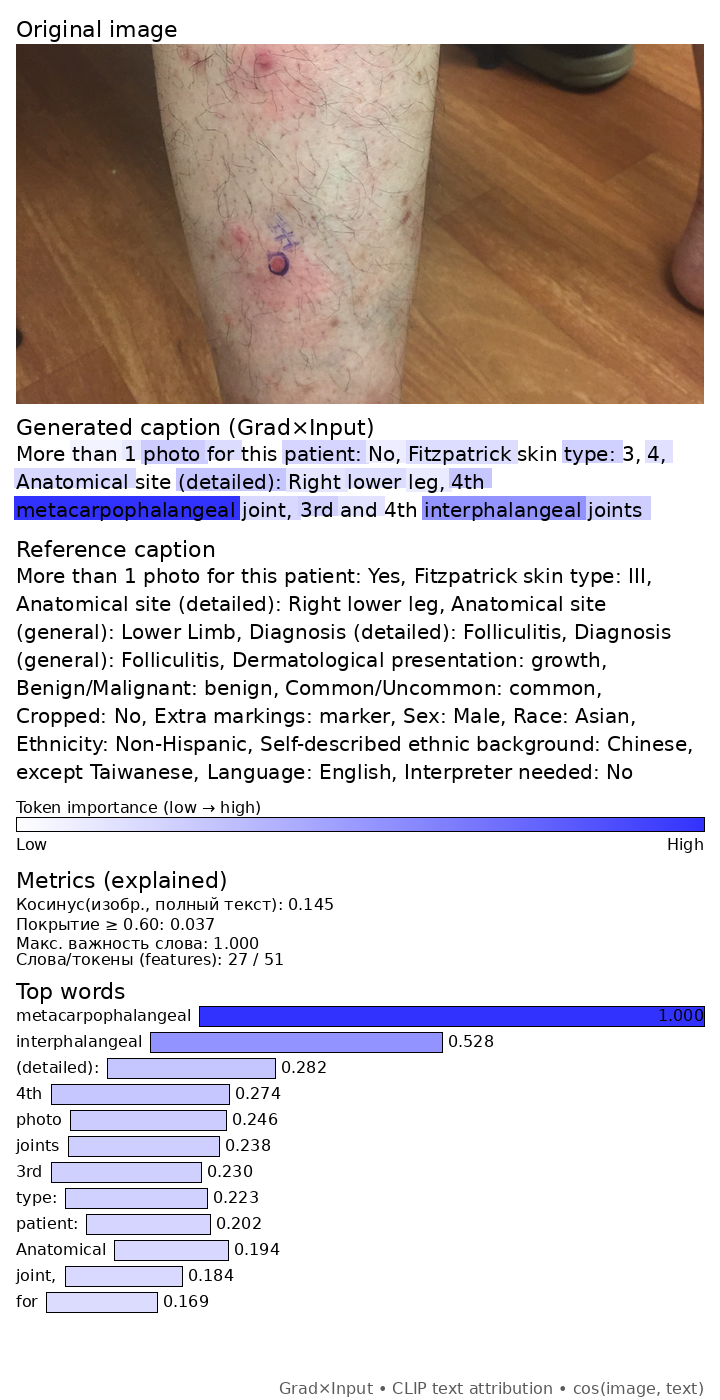 Original image
Generated caption (Grad×Input)
More than 1 photo for this patient: No, Fitzpatrick skin type: 3, 4,
Anatomical site (detailed): Right lower leg, 4th
metacarpophalangeal joint, 3rd and 4th interphalangeal joints
Reference caption
More than 1 photo for this patient: Yes, Fitzpatrick skin type: III,
Anatomical site (detailed): Right lower leg, Anatomical site
(general): Lower Limb, Diagnosis (detailed): Folliculitis, Diagnosis
(general): Folliculitis, Dermatological presentation: growth,
Benign/Malignant: benign, Common/Uncommon: common,
Cropped: No, Extra markings: marker, Sex: Male, Race: Asian,
Ethnicity: Non-Hispanic, Self-described ethnic background: Chinese,
except Taiwanese, Language: English, Interpreter needed: No
Token importance (low → high)
Low High
Metrics (explained)
Косинус(изобр., полный текст): 0.145
Покрытие ≥ 0.60: 0.037
Макс. важность слова: 1.000
Слова/токены (features): 27 / 51
Top words
metacarpophalangeal 1.000
interphalangeal 0.528
(detailed): 0.282
4th 0.274
photo 0.246
joints 0.238
3rd 0.230
type: 0.223
patient: 0.202
Anatomical 0.194
joint, 0.184
for 0.169
Grad×Input • CLIP text attribution • cos(image, text)